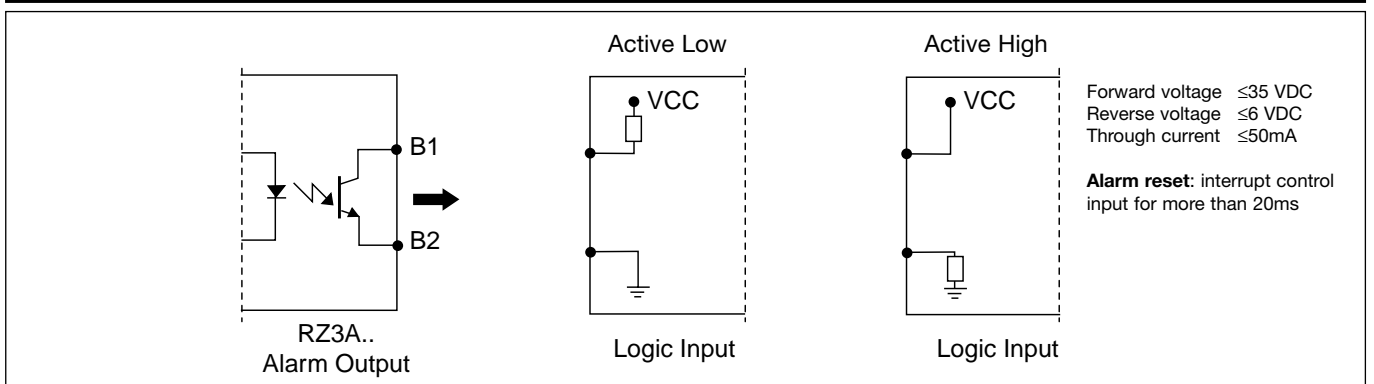 Active Low
Active High
VCC
VCC
B1
B2
Forward voltage ≤35 VDC
Reverse voltage ≤6 VDC
Through current ≤50mA
Alarm reset: interrupt control
input for more than 20ms
RZ3A..
Alarm Output
Logic Input
Logic Input